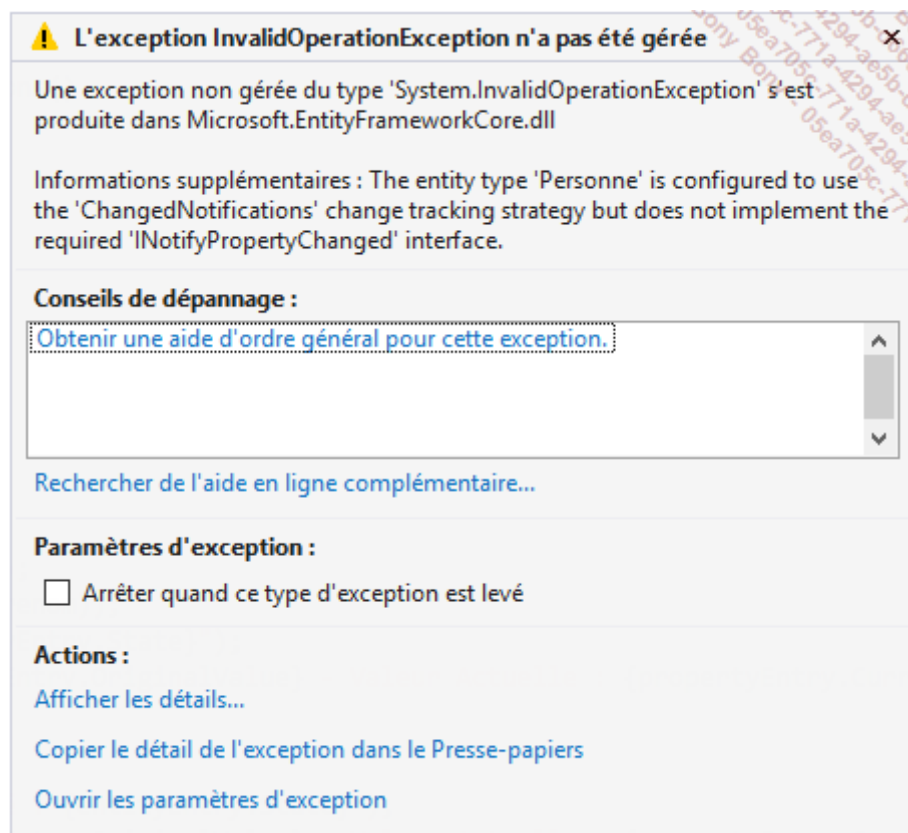 L'exception InvalidOperationException n'a pas été gérée
Une exception non gérée du type 'System.InvalidOperationException' s'est
produite dans Microsoft.EntityFrameworkCore.dll
Informations supplémentaires : The entity type 'Personne' is configured to use
the 'ChangedNotifications' change tracking strategy but does not implement the
required 'INotifyPropertyChanged' interface.
Conseils de dépannage :
Obtenir une aide d'ordre général pour cette exception.
Rechercher de l'aide en ligne complémentaire...
Paramètres d'exception :
Arrêter quand ce type d'exception est levé
Actions :
Afficher les détails...
Copier le détail de l'exception dans le Presse-papiers
Ouvrir les paramètres d'exception